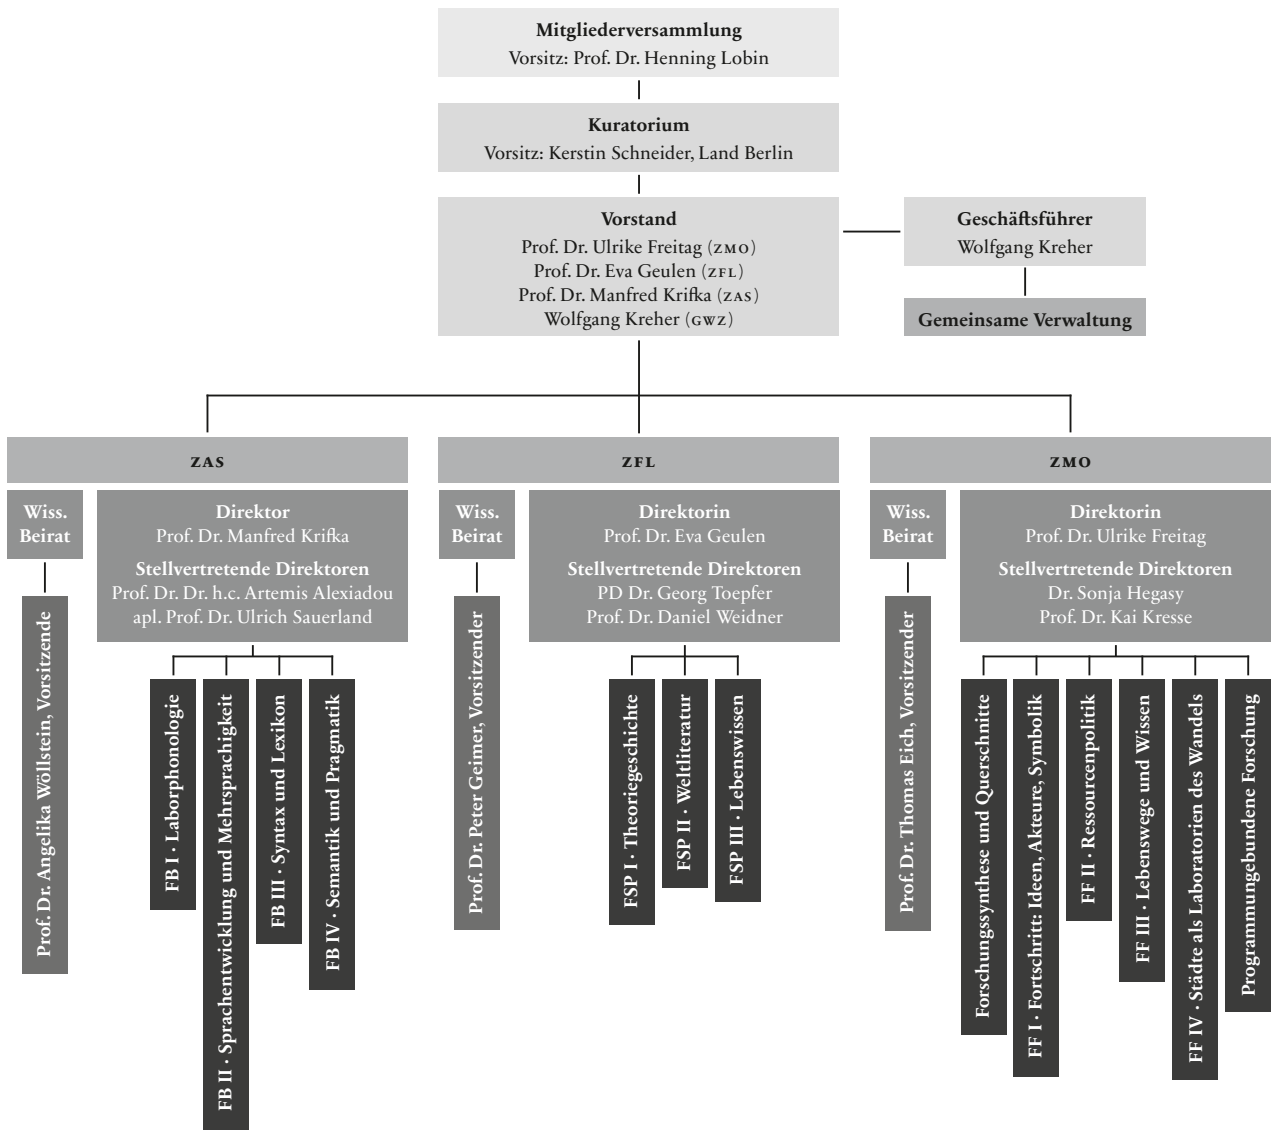 Mitgliederversammlung
Vorsitz: Prof. Dr. Henning Lobin
Kuratorium
Vorsitz: Kerstin Schneider, Land Berlin
Vorstand
Prof. Dr. Ulrike Freitag (ZMO)
Prof. Dr. Eva Geulen (ZFL)
Prof. Dr. Manfred Krifka (ZAS)
Wolfgang Kreher (GWZ)
Geschäftsführer
Wolfgang Kreher
Gemeinsame Verwaltung
ZAS
Wiss.
Beirat
Prof. Dr. Angelika Wöllstein, Vorsitzende
Direktor
Prof. Dr. Manfred Krifka
Stellvertretende Direktoren
Prof. Dr. Dr. h.c. Artemis Alexiadou
apl. Prof. Dr. Ulrich Sauerland
FB I · Laborphonologie
FB II · Sprachentwicklung und Mehrsprachigkeit
FB III · Syntax und Lexikon
FB IV · Semantik und Pragmatik
ZFL
Wiss.
Beirat
Prof. Dr. Peter Geimer, Vorsitzender
Direktorin
Prof. Dr. Eva Geulen
Stellvertretende Direktoren
PD Dr. Georg Toepfer
Prof. Dr. Daniel Weidner
FSP I · Theoriegeschichte
FSP II · Weltliteratur
FSP III · Lebenswissen
ZMO
Wiss.
Beirat
Prof. Dr. Thomas Eich, Vorsitzender
Direktorin
Prof. Dr. Ulrike Freitag
Stellvertretende Direktoren
Dr. Sonja Hegasy
Prof. Dr. Kai Kresse
Forschungssynthese und Querschnitte
FF I · Fortschritt: Ideen, Akteure, Symbolik
FF II · Ressourcenpolitik
FF III · Lebenswege und Wissen
FF IV · Städte als Laboratorien des Wandels
Programmungebundene Forschung